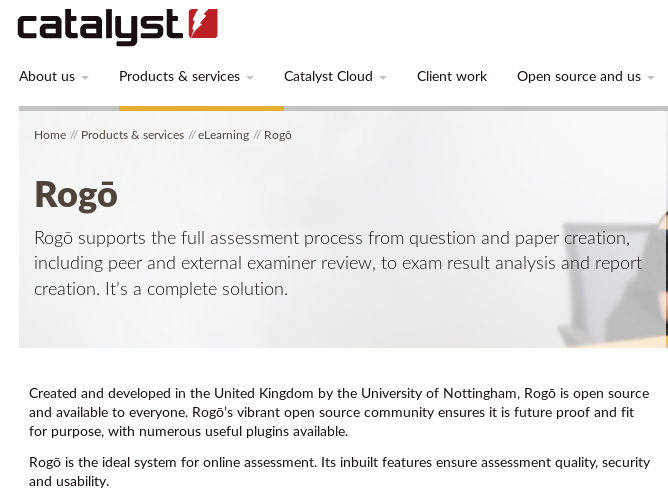 catalyst
About us Products & services Catalyst Cloud Client work Open source and us
Home // Products & services // eLearning // Rogō
Rogō
Rogō supports the full assessment process from question and paper creation,
including peer and external examiner review, to exam result analysis and report
creation. It’s a complete solution.
Created and developed in the United Kingdom by the University of Nottingham, Rogō is open source
and available to everyone. Rogō’s vibrant open source community ensures it is future proof and fit
for purpose, with numerous useful plugins available.
Rogō is the ideal system for online assessment. Its inbuilt features ensure assessment quality, security
and usability.